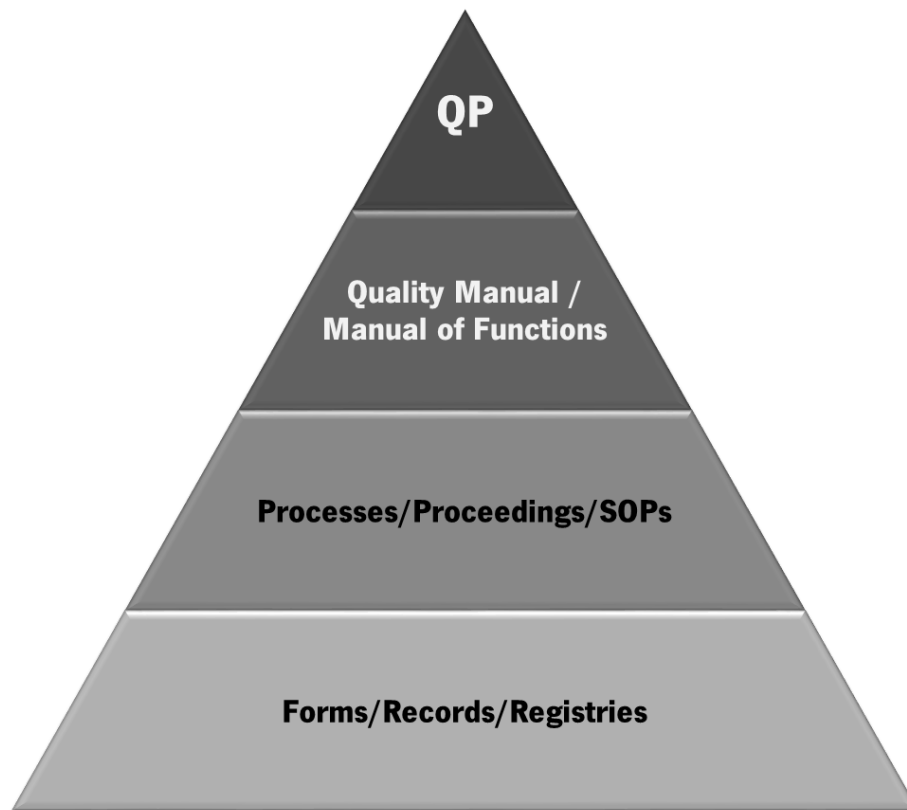 QP
Quality Manual /
Manual of Functions
Processes/Proceedings/SOPs
Forms/Records/Registries